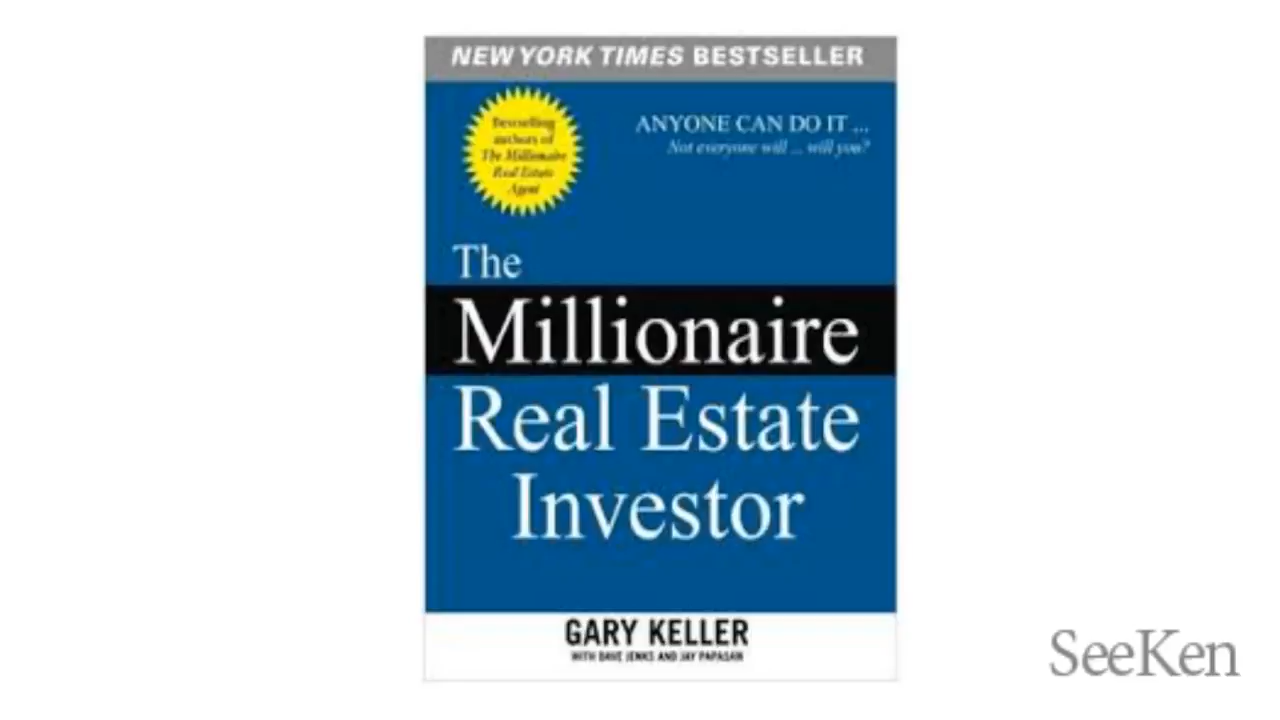 NEW YORK TIMES BESTSELLER
Bestselling
authors of
The Millionaire
Real Estate
Agent
ANYONE CAN DO IT ...
Not everyone will ... will you?
The
Millionaire
Real Estate
Investor
GARY KELLER
WITH DAVE JENKS AND JAY PAPASAN
SeeKen